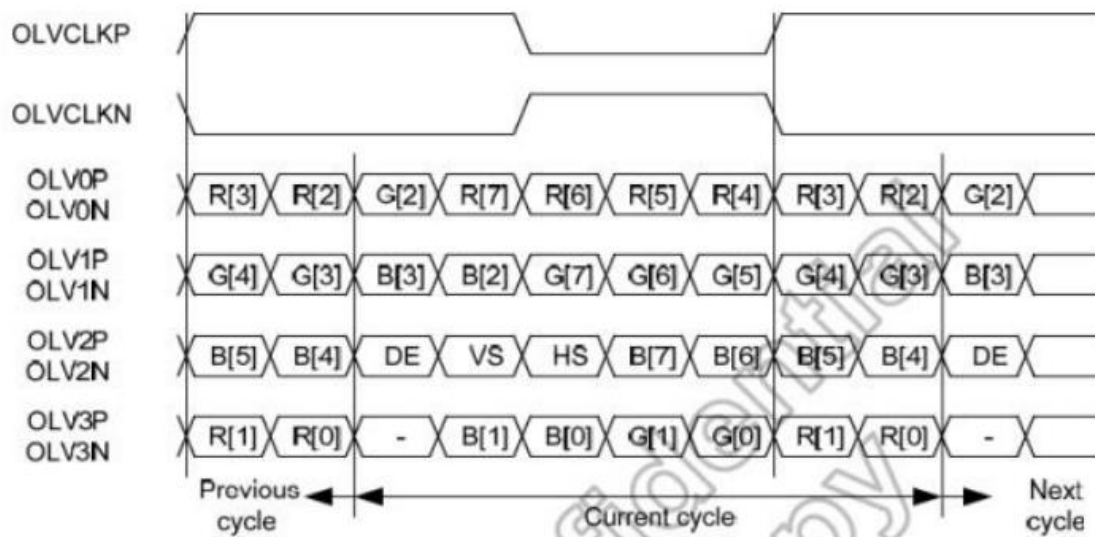 OLVCLKP
OLVCLKN
OLV0P
OLV0N
R[3] R[2] G[2] R[7] R[6] R[5] R[4] R[3] R[2] G[2]
OLV1P
OLV1N
G[4] G[3] B[3] B[2] G[7] G[6] G[5] G[4] G[3] B[3]
OLV2P
OLV2N
B[5] B[4] DE VS HS B[7] B[6] B[5] B[4] DE
OLV3P
OLV3N
R[1] R[0] - B[1] B[0] G[1] G[0] R[1] R[0] -
Previous
cycle
Current cycle
Next
cycle